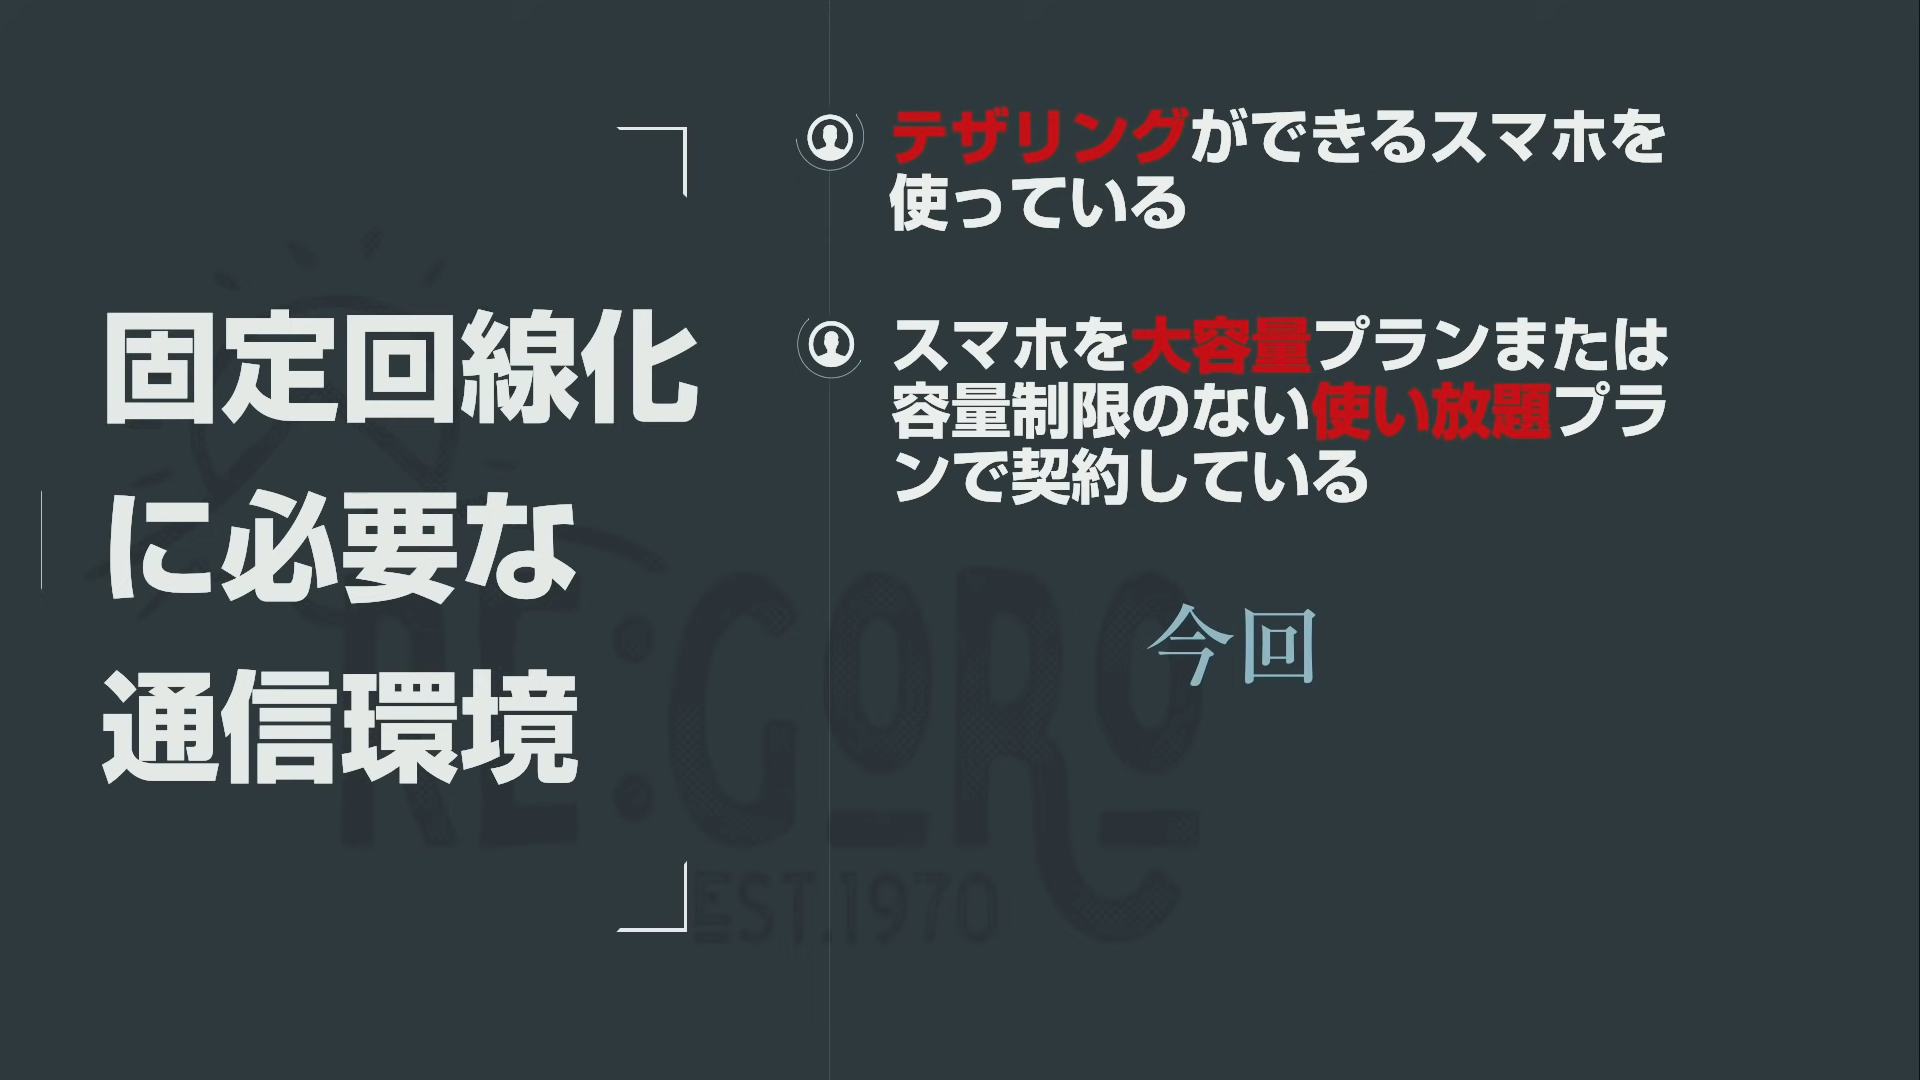 固定回線化
に必要な
通信環境
テザリングができるスマホを
使っている
スマホを大容量プランまたは
容量制限のない使い放題プラ
ンで契約している
今回
RE:GORO
EST.1970